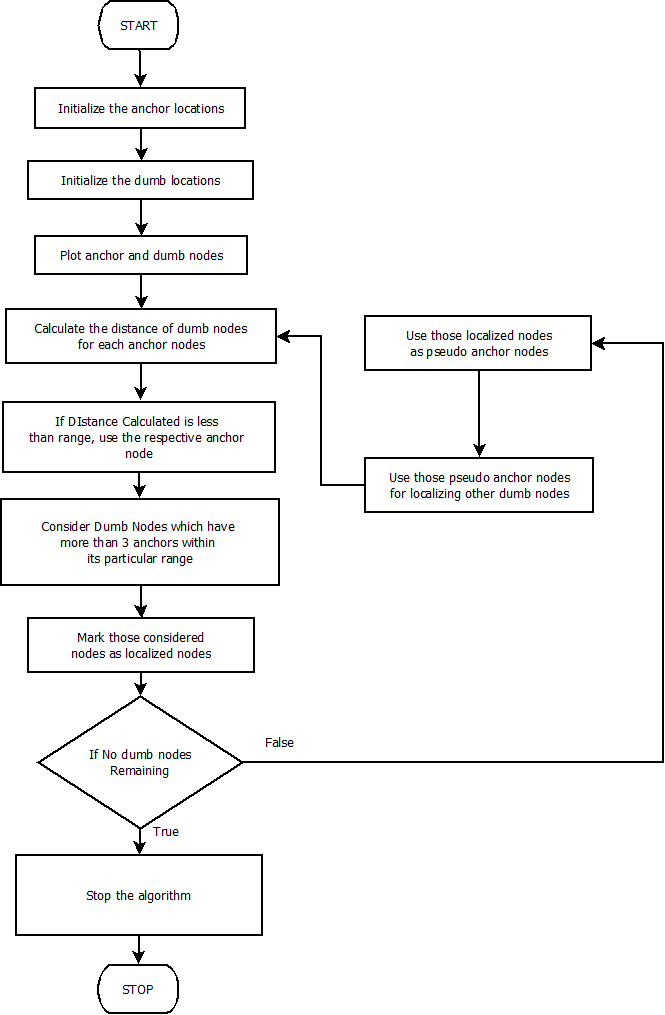 START
Initialize the anchor locations
Initialize the dumb locations
Plot anchor and dumb nodes
Calculate the distance of dumb nodes
for each anchor nodes
If DIstance Calculated is less
than range, use the respective anchor
node
Consider Dumb Nodes which have
more than 3 anchors within
its particular range
Mark those considered
nodes as localized nodes
If No dumb nodes
Remaining
False
Use those localized nodes
as pseudo anchor nodes
Use those pseudo anchor nodes
for localizing other dumb nodes
True
Stop the algorithm
STOP